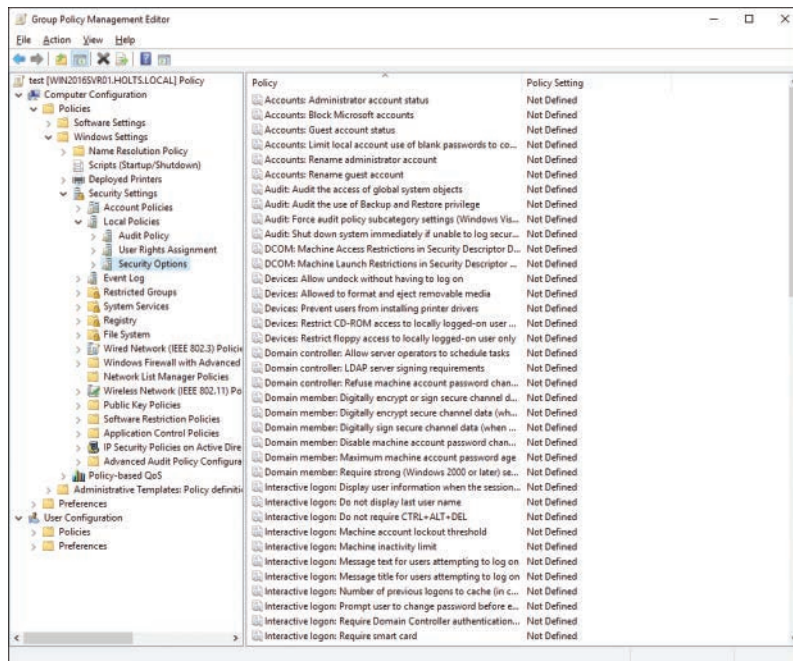 Group Policy Management Editor
File Action View Help
test [WIN2016SVR01.HOLTS.LOCAL] Policy
Computer Configuration
Policies
Software Settings
Windows Settings
Name Resolution Policy
Scripts (Startup/Shutdown)
Deployed Printers
Security Settings
Account Policies
Local Policies
Audit Policy
User Rights Assignment
Security Options
Event Log
Restricted Groups
System Services
Registry
File System
Wired Network (IEEE 802.3) Policie
Windows Firewall with Advanced
Network List Manager Policies
Wireless Network (IEEE 802.11) Po
Public Key Policies
Software Restriction Policies
Application Control Policies
IP Security Policies on Active Dire
Advanced Audit Policy Configura
Policy-based QoS
Administrative Templates: Policy definiti
Preferences
User Configuration
Policies
Preferences
Policy Policy Setting
Accounts: Administrator account status Not Defined
Accounts: Block Microsoft accounts Not Defined
Accounts: Guest account status Not Defined
Accounts: Limit local account use of blank passwords to co... Not Defined
Accounts: Rename administrator account Not Defined
Accounts: Rename guest account Not Defined
Audit: Audit the access of global system objects Not Defined
Audit: Audit the use of Backup and Restore privilege Not Defined
Audit: Force audit policy subcategory settings (Windows Vis... Not Defined
Audit: Shut down system immediately if unable to log secur... Not Defined
DCOM: Machine Access Restrictions in Security Descriptor D... Not Defined
DCOM: Machine Launch Restrictions in Security Descriptor ... Not Defined
Devices: Allow undock without having to log on Not Defined
Devices: Allowed to format and eject removable media Not Defined
Devices: Prevent users from installing printer drivers Not Defined
Devices: Restrict CD-ROM access to locally logged-on user ... Not Defined
Devices: Restrict floppy access to locally logged-on user only Not Defined
Domain controller: Allow server operators to schedule tasks Not Defined
Domain controller: LDAP server signing requirements Not Defined
Domain controller: Refuse machine account password chan... Not Defined
Domain member: Digitally encrypt or sign secure channel d... Not Defined
Domain member: Digitally encrypt secure channel data (wh... Not Defined
Domain member: Digitally sign secure channel data (when ... Not Defined
Domain member: Disable machine account password chan... Not Defined
Domain member: Maximum machine account password age Not Defined
Domain member: Require strong (Windows 2000 or later) se... Not Defined
Interactive logon: Display user information when the session... Not Defined
Interactive logon: Do not display last user name Not Defined
Interactive logon: Do not require CTRL+ALT+DEL Not Defined
Interactive logon: Machine account lockout threshold Not Defined
Interactive logon: Machine inactivity limit Not Defined
Interactive logon: Message text for users attempting to log on Not Defined
Interactive logon: Message title for users attempting to log on Not Defined
Interactive logon: Number of previous logons to cache (in c... Not Defined
Interactive logon: Prompt user to change password before e... Not Defined
Interactive logon: Require Domain Controller authentication... Not Defined
Interactive logon: Require smart card Not Defined